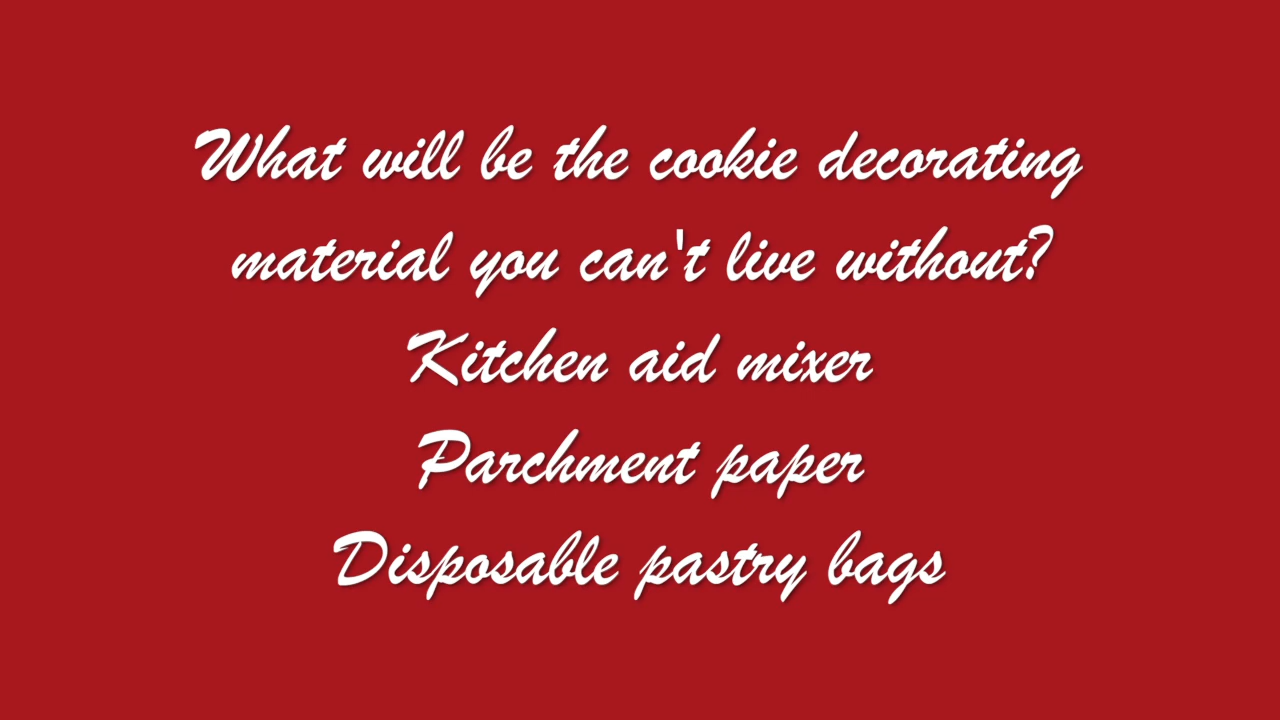 What will be the cookie decorating
material you can't live without?
Kitchen aid mixer
Parchment paper
Disposable pastry bags